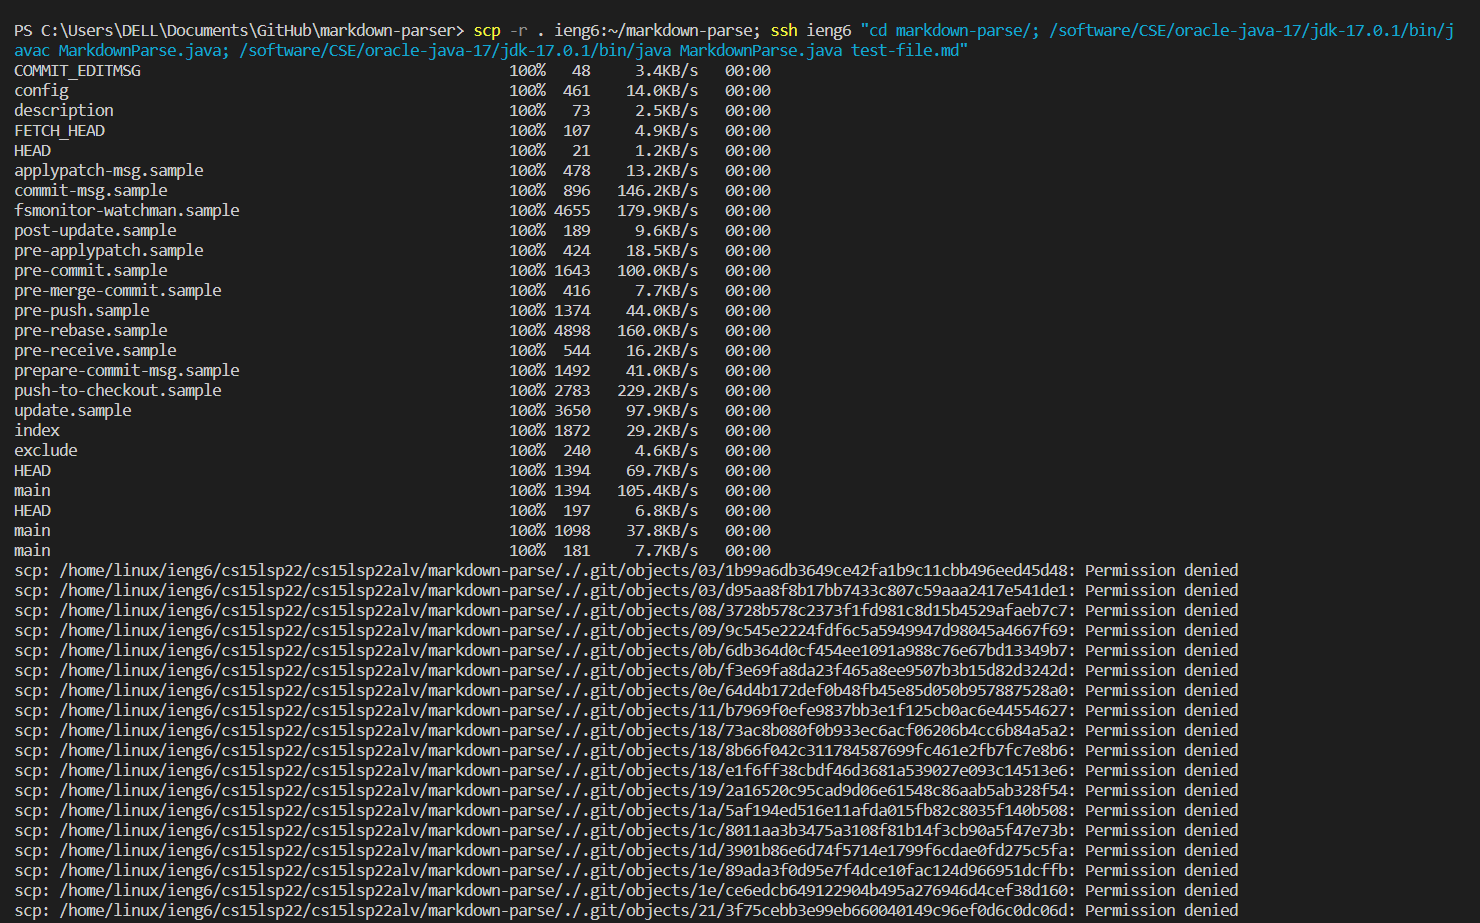 PS C:\Users\DELL\Documents\GitHub\markdown-parser> scp -r . ieng6:~/markdown-parse; ssh ieng6 "cd markdown-parse/; /software/CSE/oracle-java-17/jdk-17.0.1/bin/j
avac MarkdownParse.java; /software/CSE/oracle-java-17/jdk-17.0.1/bin/java MarkdownParse.java test-file.md"
COMMIT_EDITMSG 100% 48 3.4KB/s 00:00
config 100% 461 14.0KB/s 00:00
description 100% 73 2.5KB/s 00:00
FETCH_HEAD 100% 107 4.9KB/s 00:00
HEAD 100% 21 1.2KB/s 00:00
applypatch-msg.sample 100% 478 13.2KB/s 00:00
commit-msg.sample 100% 896 146.2KB/s 00:00
fsmonitor-watchman.sample 100% 4655 179.9KB/s 00:00
post-update.sample 100% 189 9.6KB/s 00:00
pre-applypatch.sample 100% 424 18.5KB/s 00:00
pre-commit.sample 100% 1643 100.0KB/s 00:00
pre-merge-commit.sample 100% 416 7.7KB/s 00:00
pre-push.sample 100% 1374 44.0KB/s 00:00
pre-rebase.sample 100% 4898 160.0KB/s 00:00
pre-receive.sample 100% 544 16.2KB/s 00:00
prepare-commit-msg.sample 100% 1492 41.0KB/s 00:00
push-to-checkout.sample 100% 2783 229.2KB/s 00:00
update.sample 100% 3650 97.9KB/s 00:00
index 100% 1872 29.2KB/s 00:00
exclude 100% 240 4.6KB/s 00:00
HEAD 100% 1394 69.7KB/s 00:00
main 100% 1394 105.4KB/s 00:00
HEAD 100% 197 6.8KB/s 00:00
main 100% 1098 37.8KB/s 00:00
main 100% 181 7.7KB/s 00:00
scp: /home/linux/ieng6/cs15lsp22/cs15lsp22alv/markdown-parse/./.git/objects/03/1b99a6db3649ce42fa1b9c11cbb496eed45d48: Permission denied
scp: /home/linux/ieng6/cs15lsp22/cs15lsp22alv/markdown-parse/./.git/objects/03/d95aa8f8b17bb7433c807c59aaa2417e541de1: Permission denied
scp: /home/linux/ieng6/cs15lsp22/cs15lsp22alv/markdown-parse/./.git/objects/08/3728b578c2373f1fd981c8d15b4529afaeb7c7: Permission denied
scp: /home/linux/ieng6/cs15lsp22/cs15lsp22alv/markdown-parse/./.git/objects/09/9c545e2224fdf6c5a5949947d98045a4667f69: Permission denied
scp: /home/linux/ieng6/cs15lsp22/cs15lsp22alv/markdown-parse/./.git/objects/0b/6db364d0cf454ee1091a988c76e67bd13349b7: Permission denied
scp: /home/linux/ieng6/cs15lsp22/cs15lsp22alv/markdown-parse/./.git/objects/0b/f3e69fa8da23f465a8ee9507b3b15d82d3242d: Permission denied
scp: /home/linux/ieng6/cs15lsp22/cs15lsp22alv/markdown-parse/./.git/objects/0e/64d4b172def0b48fb45e85d050b957887528a0: Permission denied
scp: /home/linux/ieng6/cs15lsp22/cs15lsp22alv/markdown-parse/./.git/objects/11/b7969f0efe9837bb3e1f125cb0ac6e44554627: Permission denied
scp: /home/linux/ieng6/cs15lsp22/cs15lsp22alv/markdown-parse/./.git/objects/18/73ac8b080f0b933ec6acf06206b4cc6b84a5a2: Permission denied
scp: /home/linux/ieng6/cs15lsp22/cs15lsp22alv/markdown-parse/./.git/objects/18/8b66f042c311784587699fc461e2fb7fc7e8b6: Permission denied
scp: /home/linux/ieng6/cs15lsp22/cs15lsp22alv/markdown-parse/./.git/objects/18/e1f6ff38cbdf46d3681a539027e093c14513e6: Permission denied
scp: /home/linux/ieng6/cs15lsp22/cs15lsp22alv/markdown-parse/./.git/objects/19/2a16520c95cad9d06e61548c86aab5ab328f54: Permission denied
scp: /home/linux/ieng6/cs15lsp22/cs15lsp22alv/markdown-parse/./.git/objects/1a/5af194ed516e11afda015fb82c8035f140b508: Permission denied
scp: /home/linux/ieng6/cs15lsp22/cs15lsp22alv/markdown-parse/./.git/objects/1c/8011aa3b3475a3108f81b14f3cb90a5f47e73b: Permission denied
scp: /home/linux/ieng6/cs15lsp22/cs15lsp22alv/markdown-parse/./.git/objects/1d/3901b86e6d74f5714e1799f6cdae0fd275c5fa: Permission denied
scp: /home/linux/ieng6/cs15lsp22/cs15lsp22alv/markdown-parse/./.git/objects/1e/89ada3f0d95e7f4dce10fac124d966951dcffb: Permission denied
scp: /home/linux/ieng6/cs15lsp22/cs15lsp22alv/markdown-parse/./.git/objects/1e/ce6edcb649122904b495a276946d4cef38d160: Permission denied
scp: /home/linux/ieng6/cs15lsp22/cs15lsp22alv/markdown-parse/./.git/objects/21/3f75cebb3e99eb660040149c96ef0d6c0dc06d: Permission denied